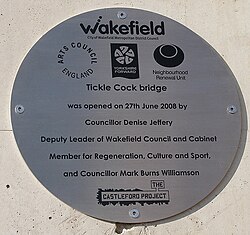 Wakefield
City of Wakefield Metropolitan District Council
ARTS COUNCIL
ENGLAND
YORKSHIRE
FORWARD
Neighbourhood
Renewal Unit
Tickle Cock bridge
was opened on 27th June 2008 by
Councillor Denise Jeffery
Deputy Leader of Wakefield Council and Cabinet
Member for Regeneration, Culture and Sport,
and Councillor Mark Burns Williamson
THE
CASTLEFORD PROJECT